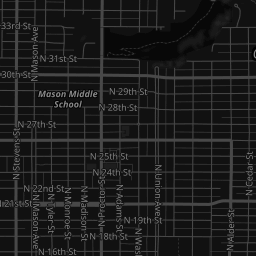 33rd St
N Mason Ave
N 31st St
30th St
N 29th St
Mason Middle
School
N 28th St
N 27th St
N Stevens St
N 25th St
N 24th St
N Union Ave
N Cedar St
N 22nd St
N 21st St
N Mason Ave
N Tyler St
N Monroe St
N Madison St
N Proctor St
N Adams St
N 19th St
N Alder St
N 18th St
N 16th St